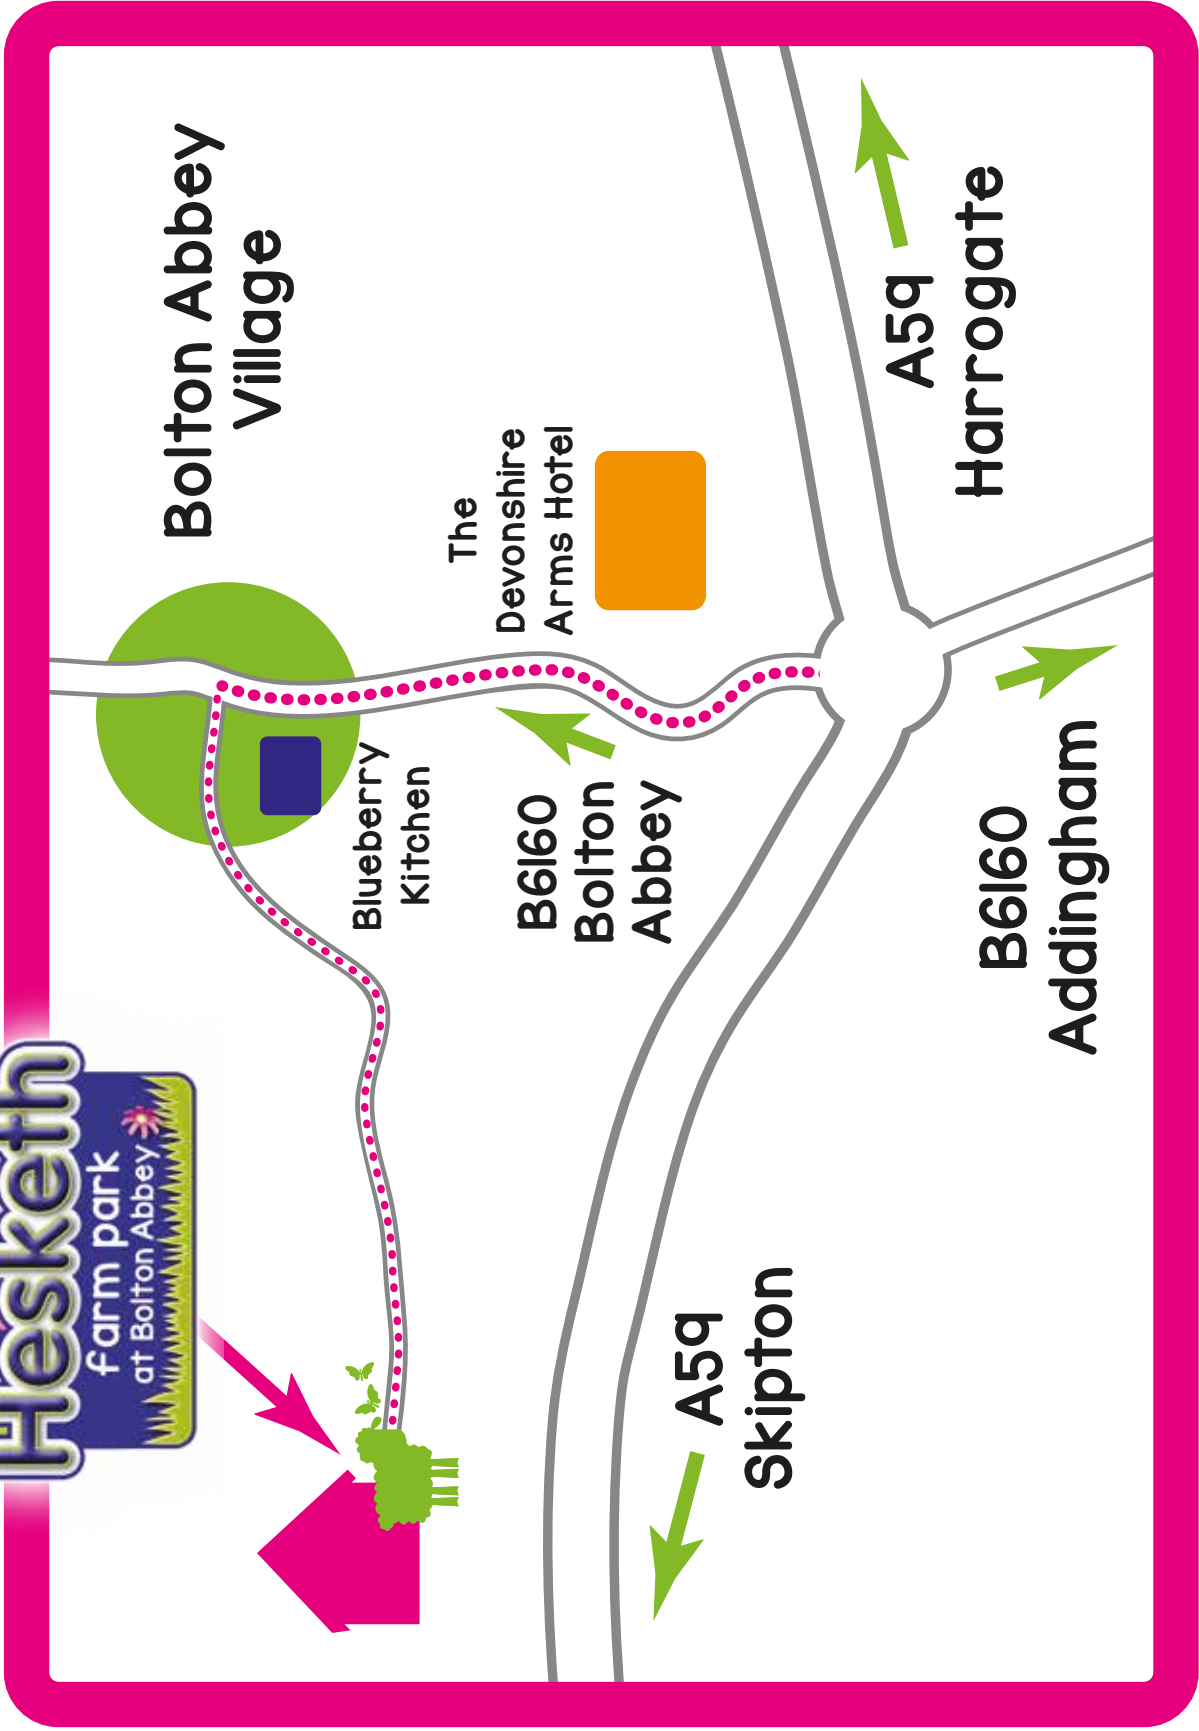 Hesketh
farm park
at Bolton Abbey
Bolton Abbey
Village
Blueberry
Kitchen
The
Devonshire
Arms Hotel
B6160
Bolton
Abbey
A59
Skipton
A59
Harrogate
B6160
Addingham